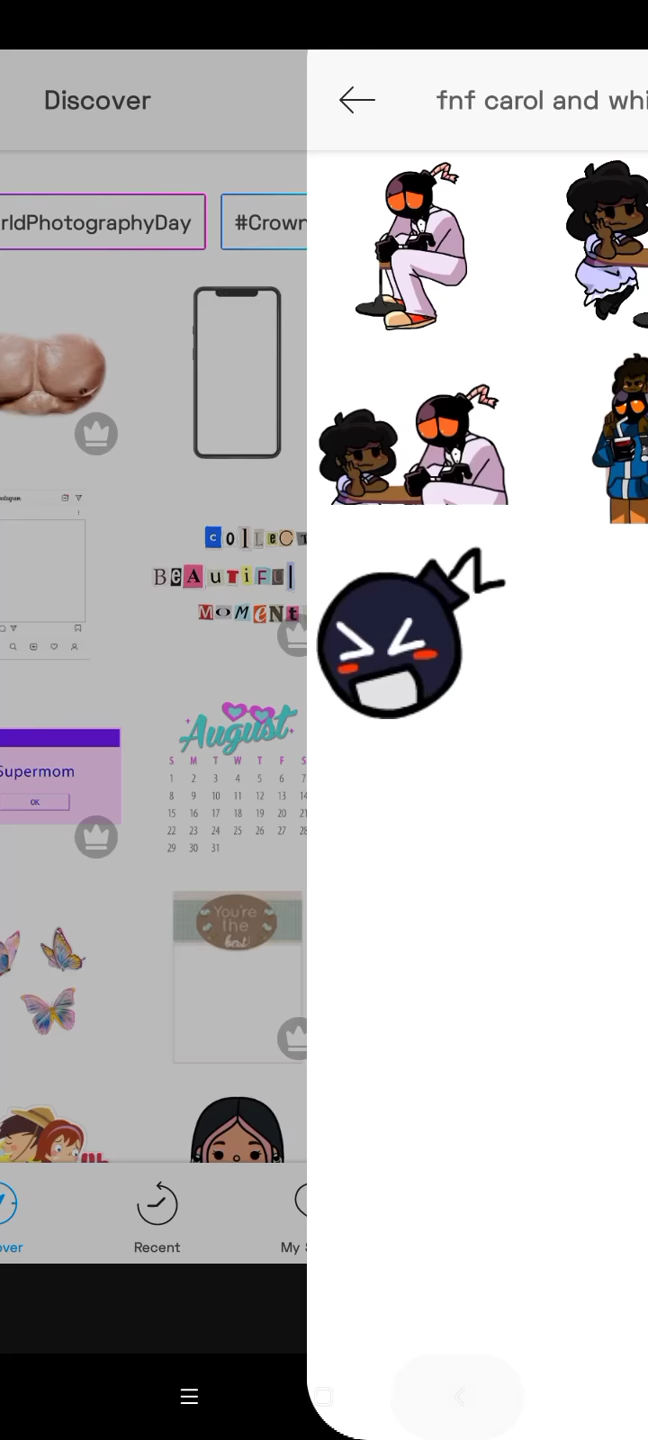 Discover
fnf carol and whi
rldPhotographyDay
#Crown
COLLECT
BEAUTIFUL
MOMENT
Supermom
OK
August
S M T W T F S
1 2 3 4 5 6 7
8 9 10 11 12 13 14
15 16 17 18 19 20 21
22 23 24 25 26 27 28
29 30 31
You're
the
best!
over
Recent
My